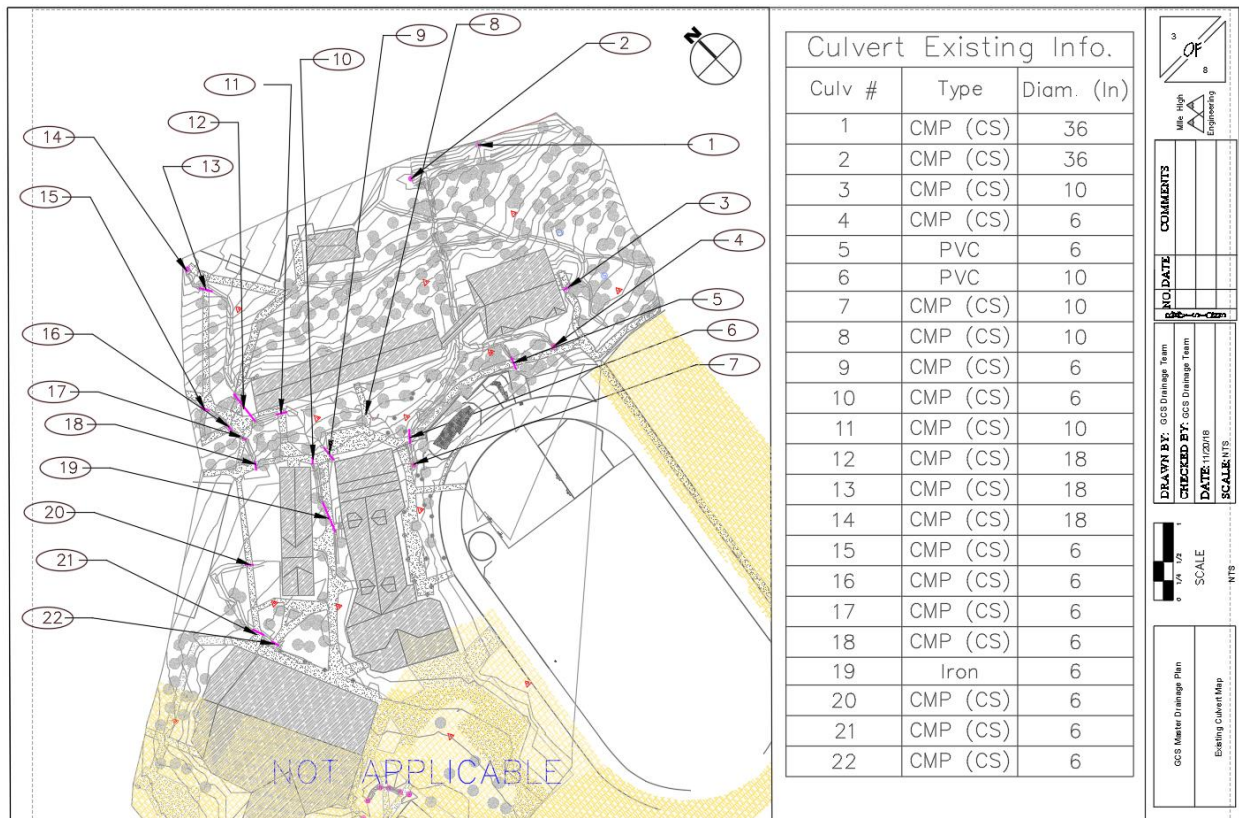 8
9
2
10
N
11
12
14
1
13
15
3
4
5
16
6
17
7
18
19
20
21
22
NOT APPLICABLE
Culvert Existing Info.
Culv # Type Diam. (In)
1 CMP (CS) 36
2 CMP (CS) 36
3 CMP (CS) 10
4 CMP (CS) 6
5 PVC 6
6 PVC 10
7 CMP (CS) 10
8 CMP (CS) 10
9 CMP (CS) 6
10 CMP (CS) 6
11 CMP (CS) 10
12 CMP (CS) 18
13 CMP (CS) 18
14 CMP (CS) 18
15 CMP (CS) 6
16 CMP (CS) 6
17 CMP (CS) 6
18 CMP (CS) 6
19 Iron 6
20 CMP (CS) 6
21 CMP (CS) 6
22 CMP (CS) 6
3
OF
8
Mile High
Engineering
NO. DATE COMMENTS
DRAWN BY: GCS Drainage Team
CHECKED BY: GCS Drainage Team
DATE: 11/20/18
SCALE: NTS
0 1/4 1/2 1
SCALE
NTS
GCS Master Drainage Plan
Existing Culvert Map